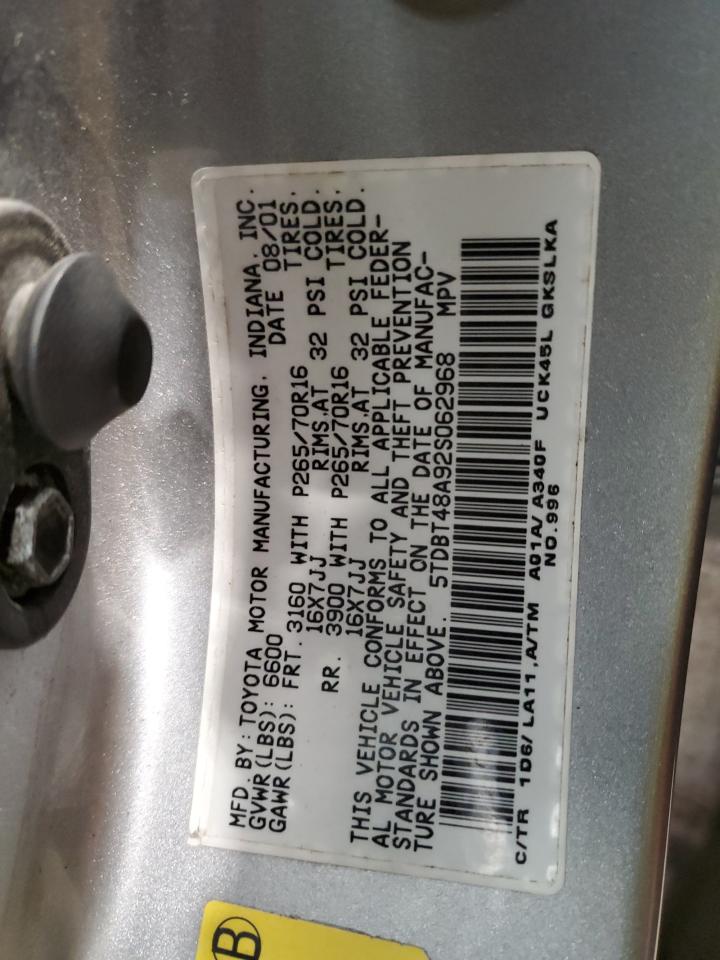 MFD. BY: TOYOTA MOTOR MANUFACTURING, INDIANA, INC.
GVWR(LBS): 6600 DATE 08/01
GAWR(LBS): FRT. 3160 WITH P265/70R16 TIRES,
16X7JJ RIMS,AT 32 PSI COLD.
RR. 3900 WITH P265/70R16 TIRES,
16X7JJ RIMS,AT 32 PSI COLD.
THIS VEHICLE CONFORMS TO ALL APPLICABLE FEDER-
AL MOTOR VEHICLE SAFETY AND THEFT PREVENTION
STANDARDS IN EFFECT ON THE DATE OF MANUFAC-
TURE SHOWN ABOVE. 5TDBT48A92S062968 MPV
C/TR 1D6/ LA11,A/TM A01A/ A340F UCK45L GKSLKA
NO.996
B